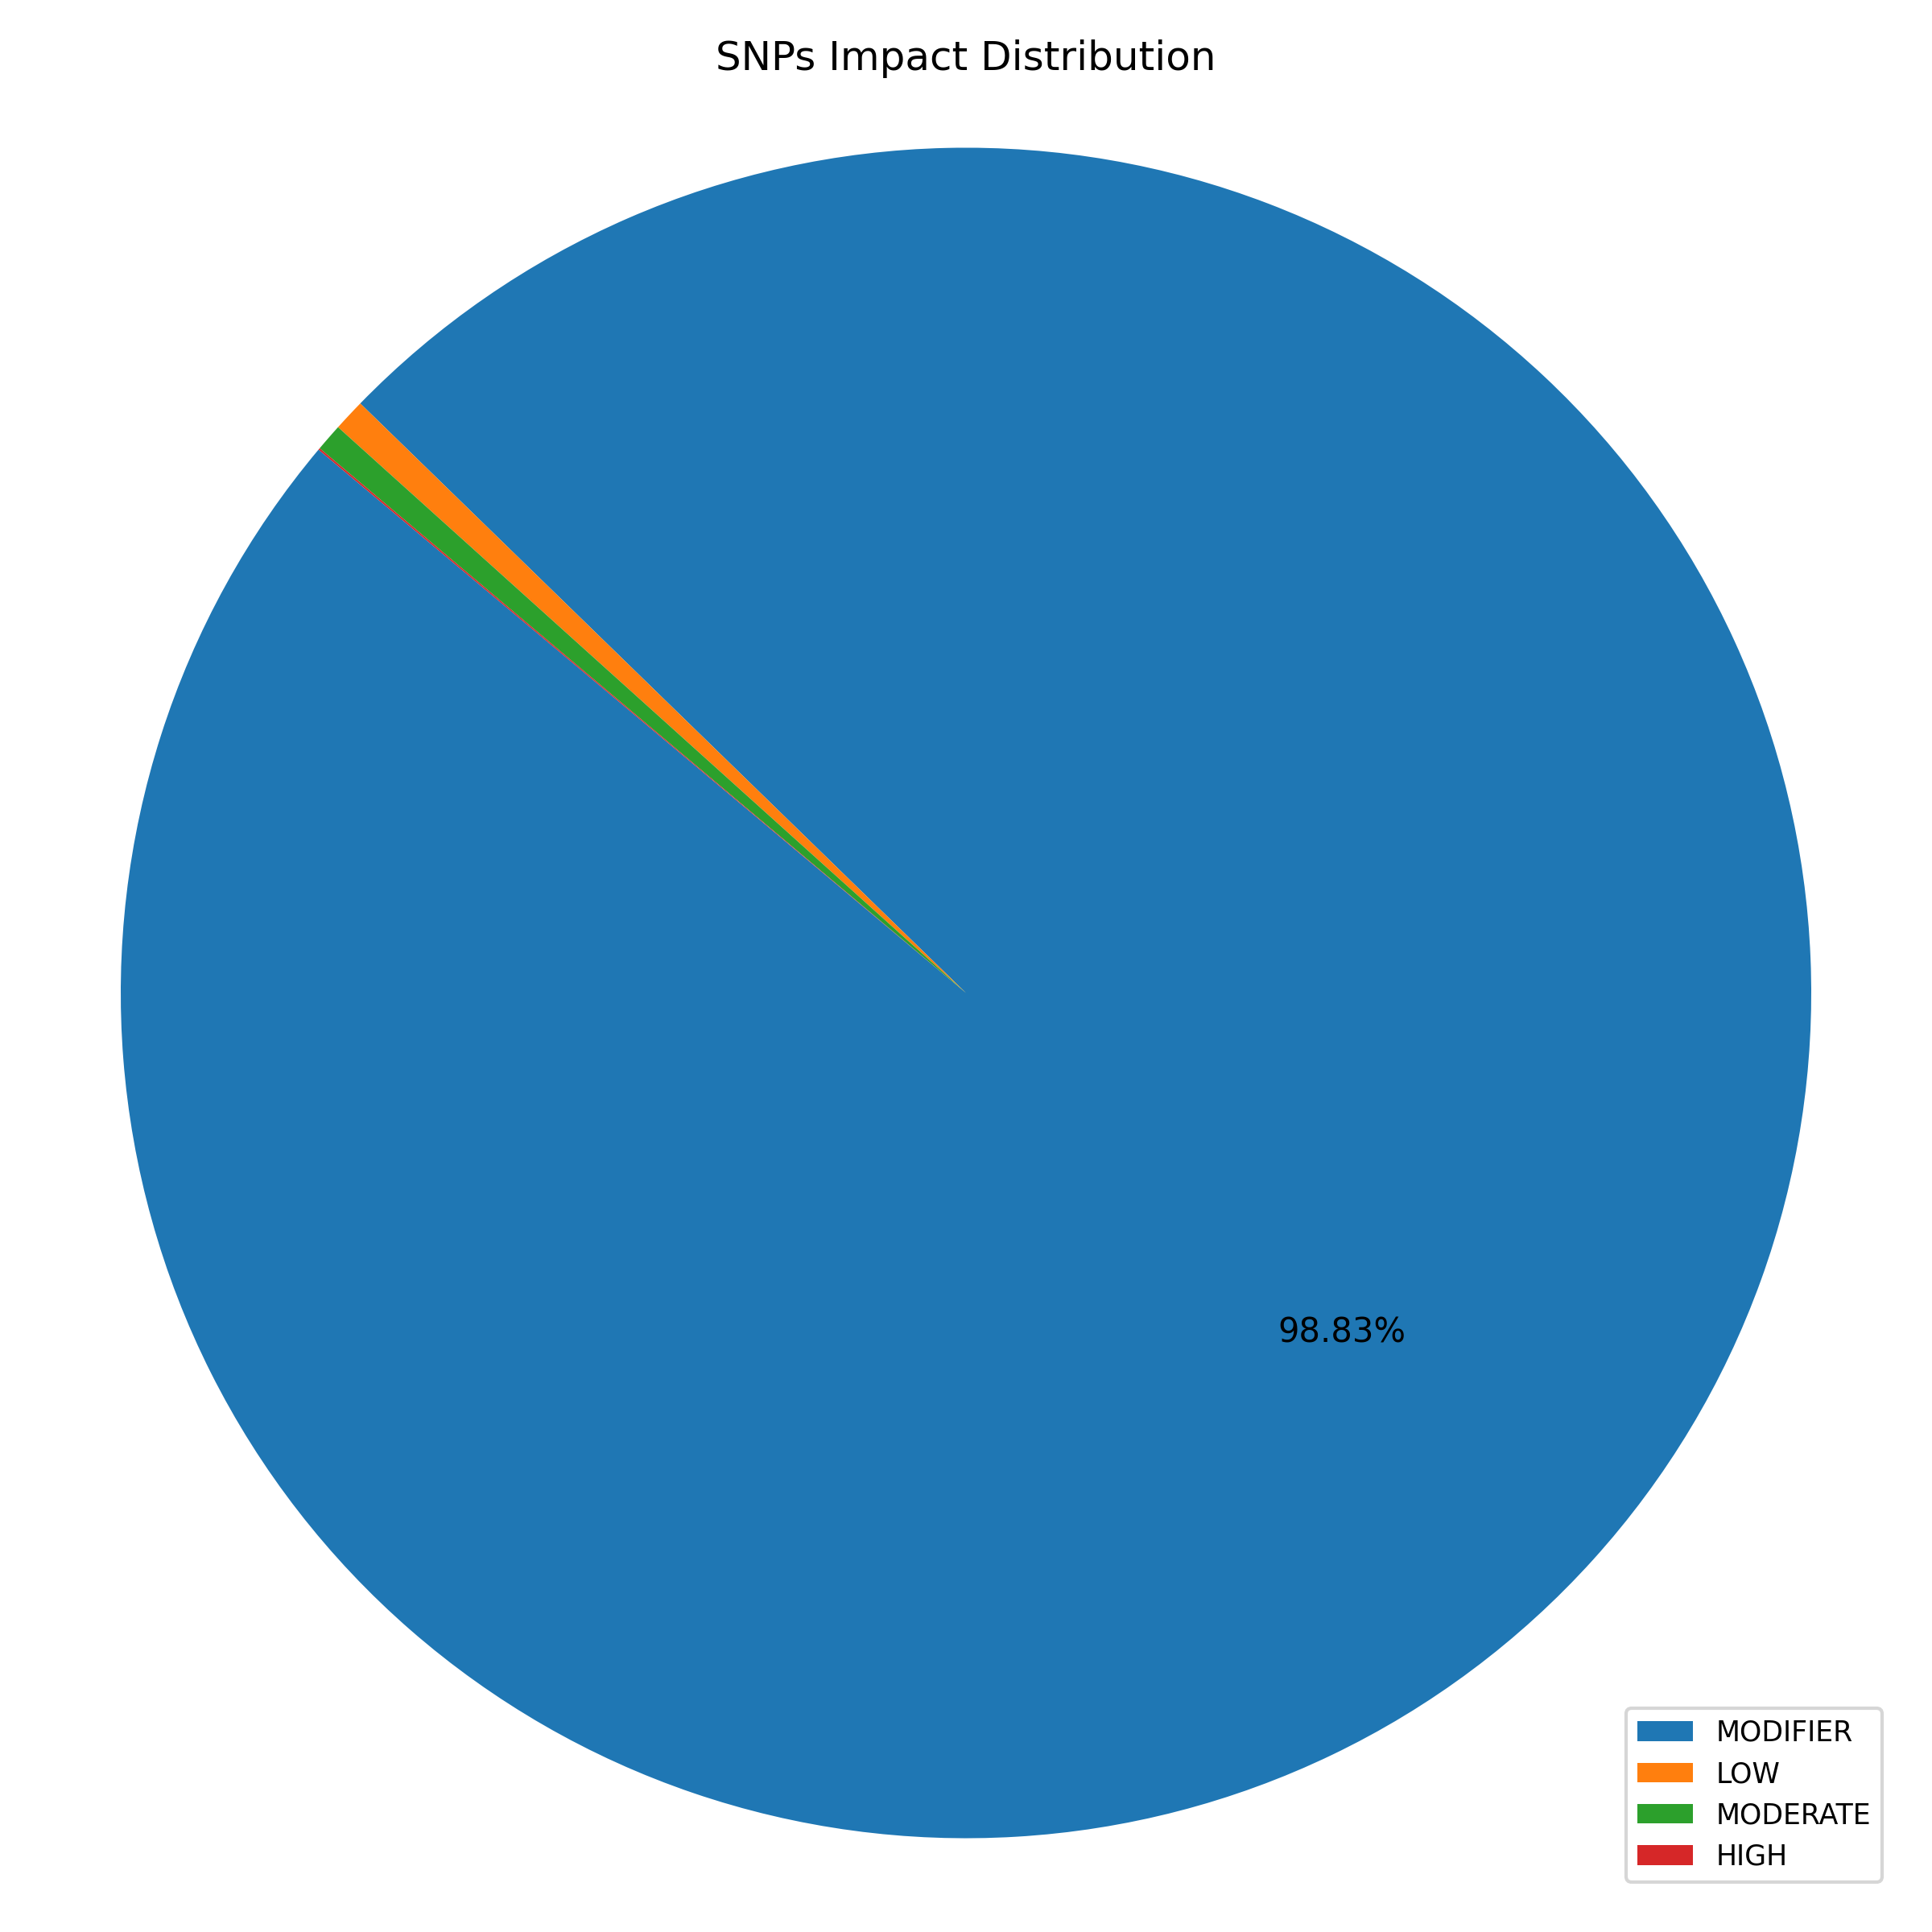 SNPs Impact Distribution
98.83%
MODIFIER
LOW
MODERATE
HIGH